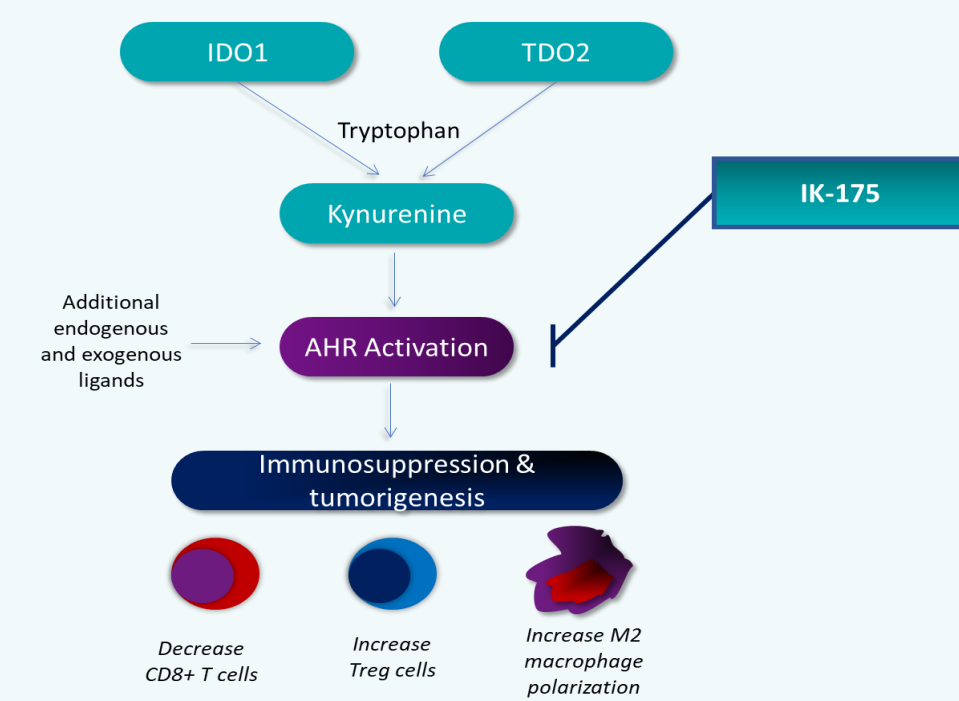 IDO1
TDO2
Tryptophan
Kynurenine
IK-175
Additional
endogenous
and exogenous
ligands
AHR Activation
Immunosuppression &
tumorigenesis
Decrease
CD8+ T cells
Increase
Treg cells
Increase M2
macrophage
polarization